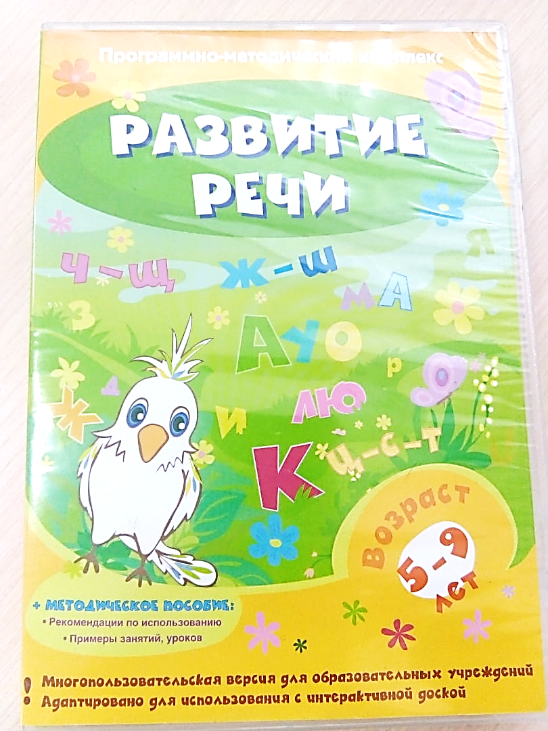 Программно-методический комплекс
РАЗВИТИЕ
РЕЧИ
Ч-Щ Ж-Ш Я
М А
З А У О Р
Д ЛЮ
Ж И
К Ц-С-Т
Возраст
5-9
лет
+ МЕТОДИЧЕСКОЕ ПОСОБИЕ:
• Рекомендации по использованию
• Примеры занятий, уроков
! Многопользовательская версия для образовательных учреждений
Адаптировано для использования с интерактивной доской